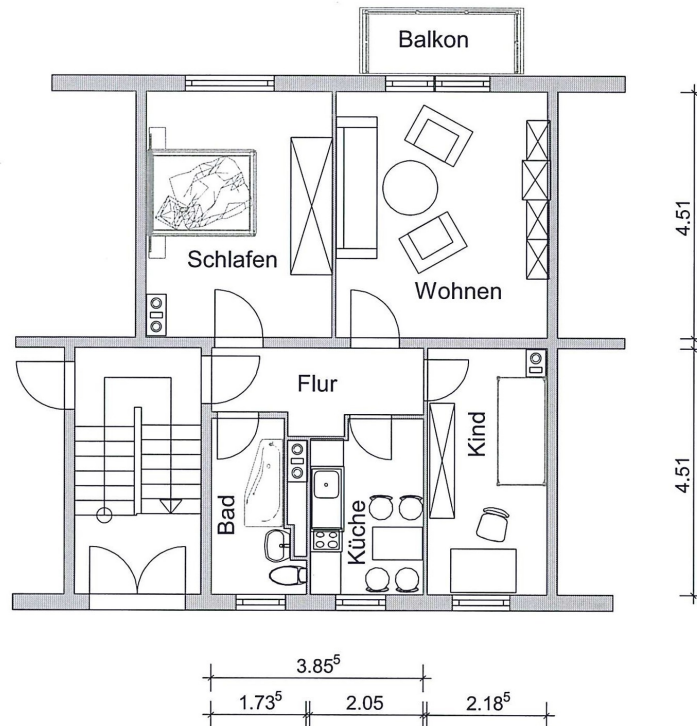 Balkon
Schlafen
Wohnen
4.51
Flur
Kind
Bad
Küche
4.51
3.85⁵
1.73⁵
2.05
2.18⁵